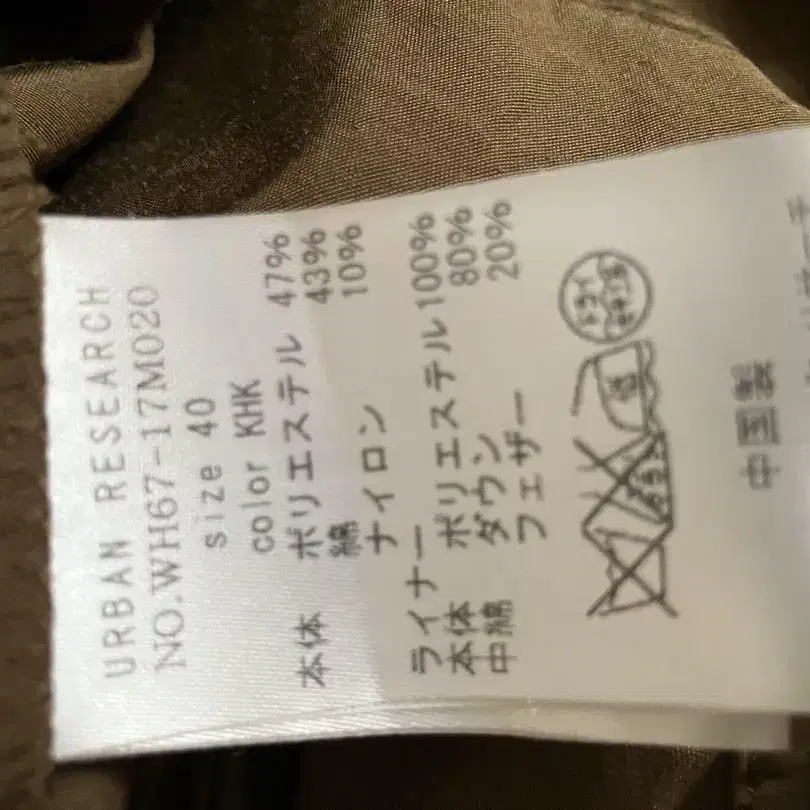 URBAN RESEARCH
NO.WH67-17M020
size 40
color KHK
本体 ポリエステル 47%
綿 43%
ナイロン 10%
ライナー
本体 ポリエステル 100%
中綿 ダウン 80%
フェザー 20%
中国製